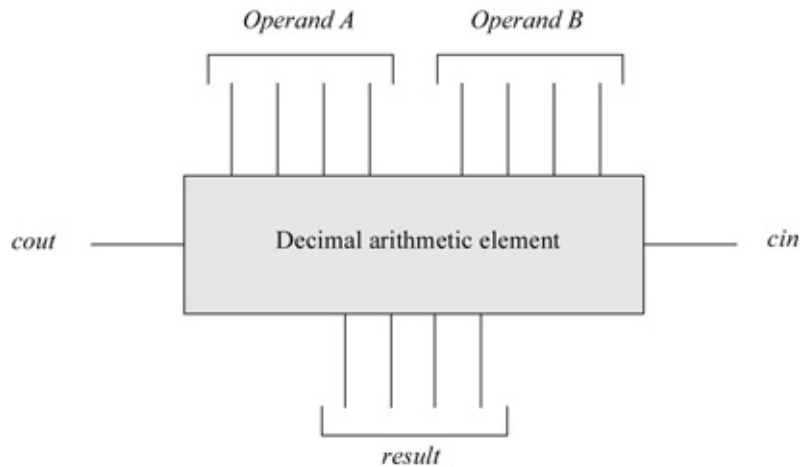 Operand A
Operand B
cout
Decimal arithmetic element
cin
result